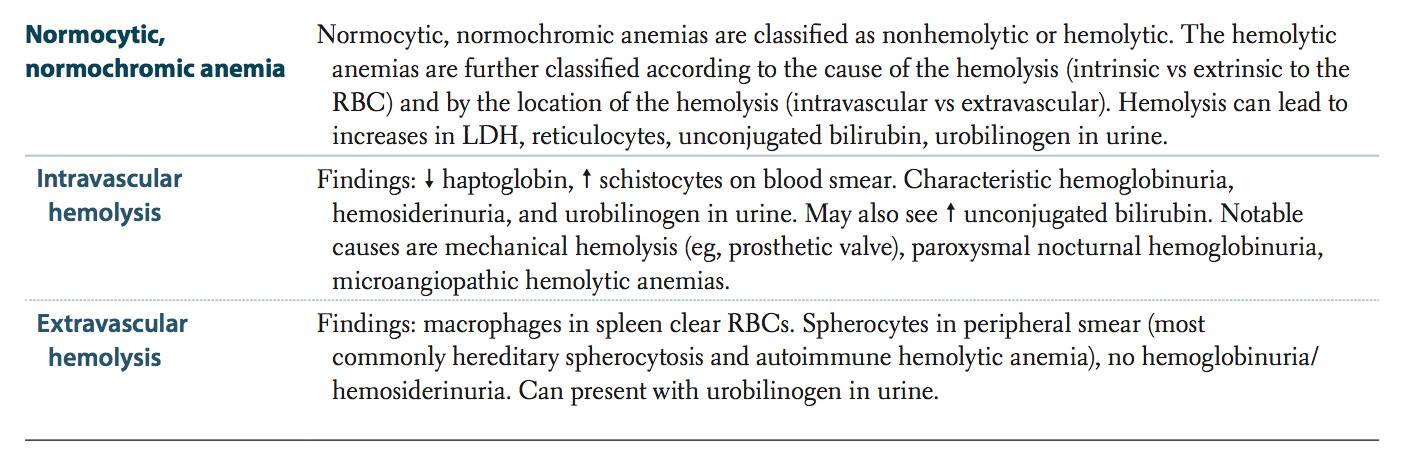 Normocytic,
normochromic anemia
Normocytic, normochromic anemias are classified as nonhemolytic or hemolytic. The hemolytic
anemias are further classified according to the cause of the hemolysis (intrinsic vs extrinsic to the
RBC) and by the location of the hemolysis (intravascular vs extravascular). Hemolysis can lead to
increases in LDH, reticulocytes, unconjugated bilirubin, urobilinogen in urine.
Intravascular
hemolysis
Findings: ↓ haptoglobin, ↑ schistocytes on blood smear. Characteristic hemoglobinuria,
hemosiderinuria, and urobilinogen in urine. May also see ↑ unconjugated bilirubin. Notable
causes are mechanical hemolysis (eg, prosthetic valve), paroxysmal nocturnal hemoglobinuria,
microangiopathic hemolytic anemias.
Extravascular
hemolysis
Findings: macrophages in spleen clear RBCs. Spherocytes in peripheral smear (most
commonly hereditary spherocytosis and autoimmune hemolytic anemia), no hemoglobinuria/
hemosiderinuria. Can present with urobilinogen in urine.